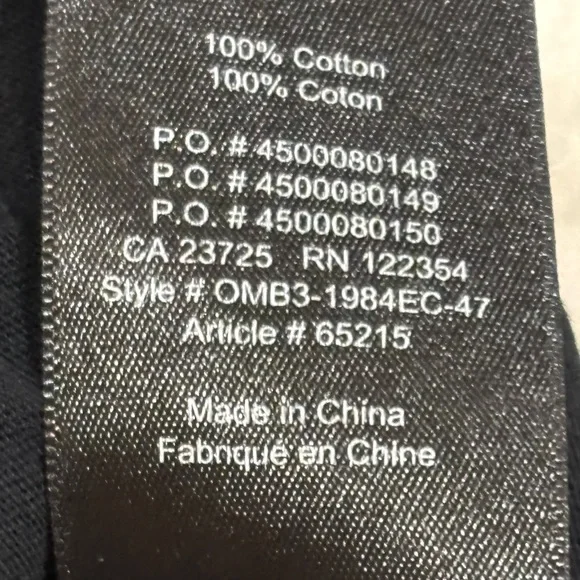 100% Cotton
100% Coton
P.O. # 4500080148
P.O. # 4500080149
P.O. # 4500080150
CA 23725 RN 122354
Style # OMB3-1984EC-47
Article # 65215
Made in China
Fabriqué en Chine